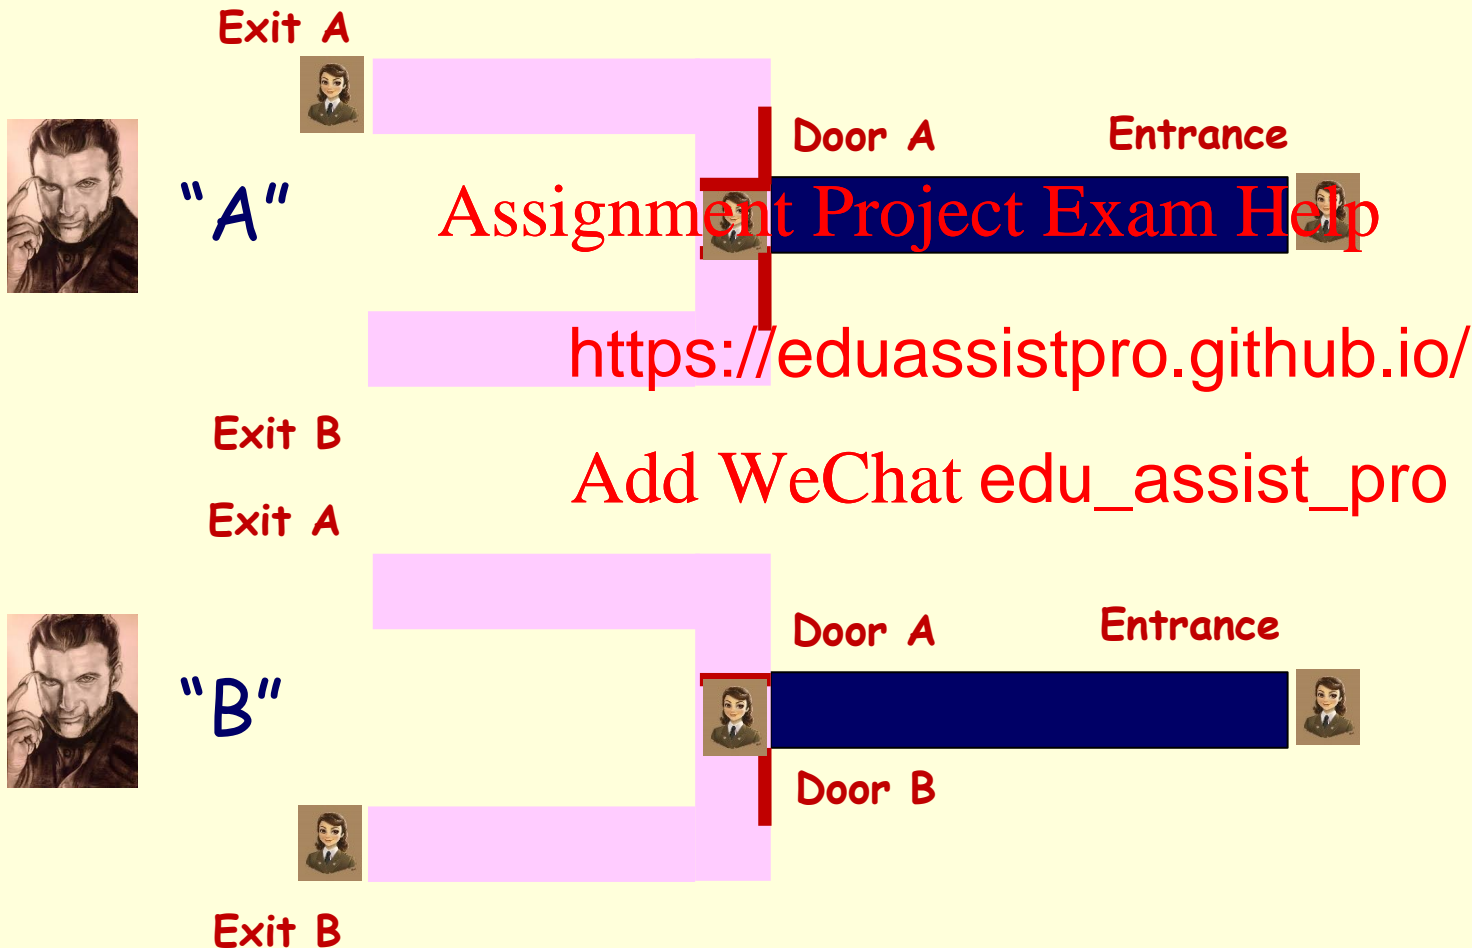 Exit A
Door A
Entrance
“A”
Assignment Project Exam Help
https://eduassistpro.github.io/
Exit B
Add WeChat edu_assist_pro
Exit A
Door A
Entrance
“B”
Door B
Exit B